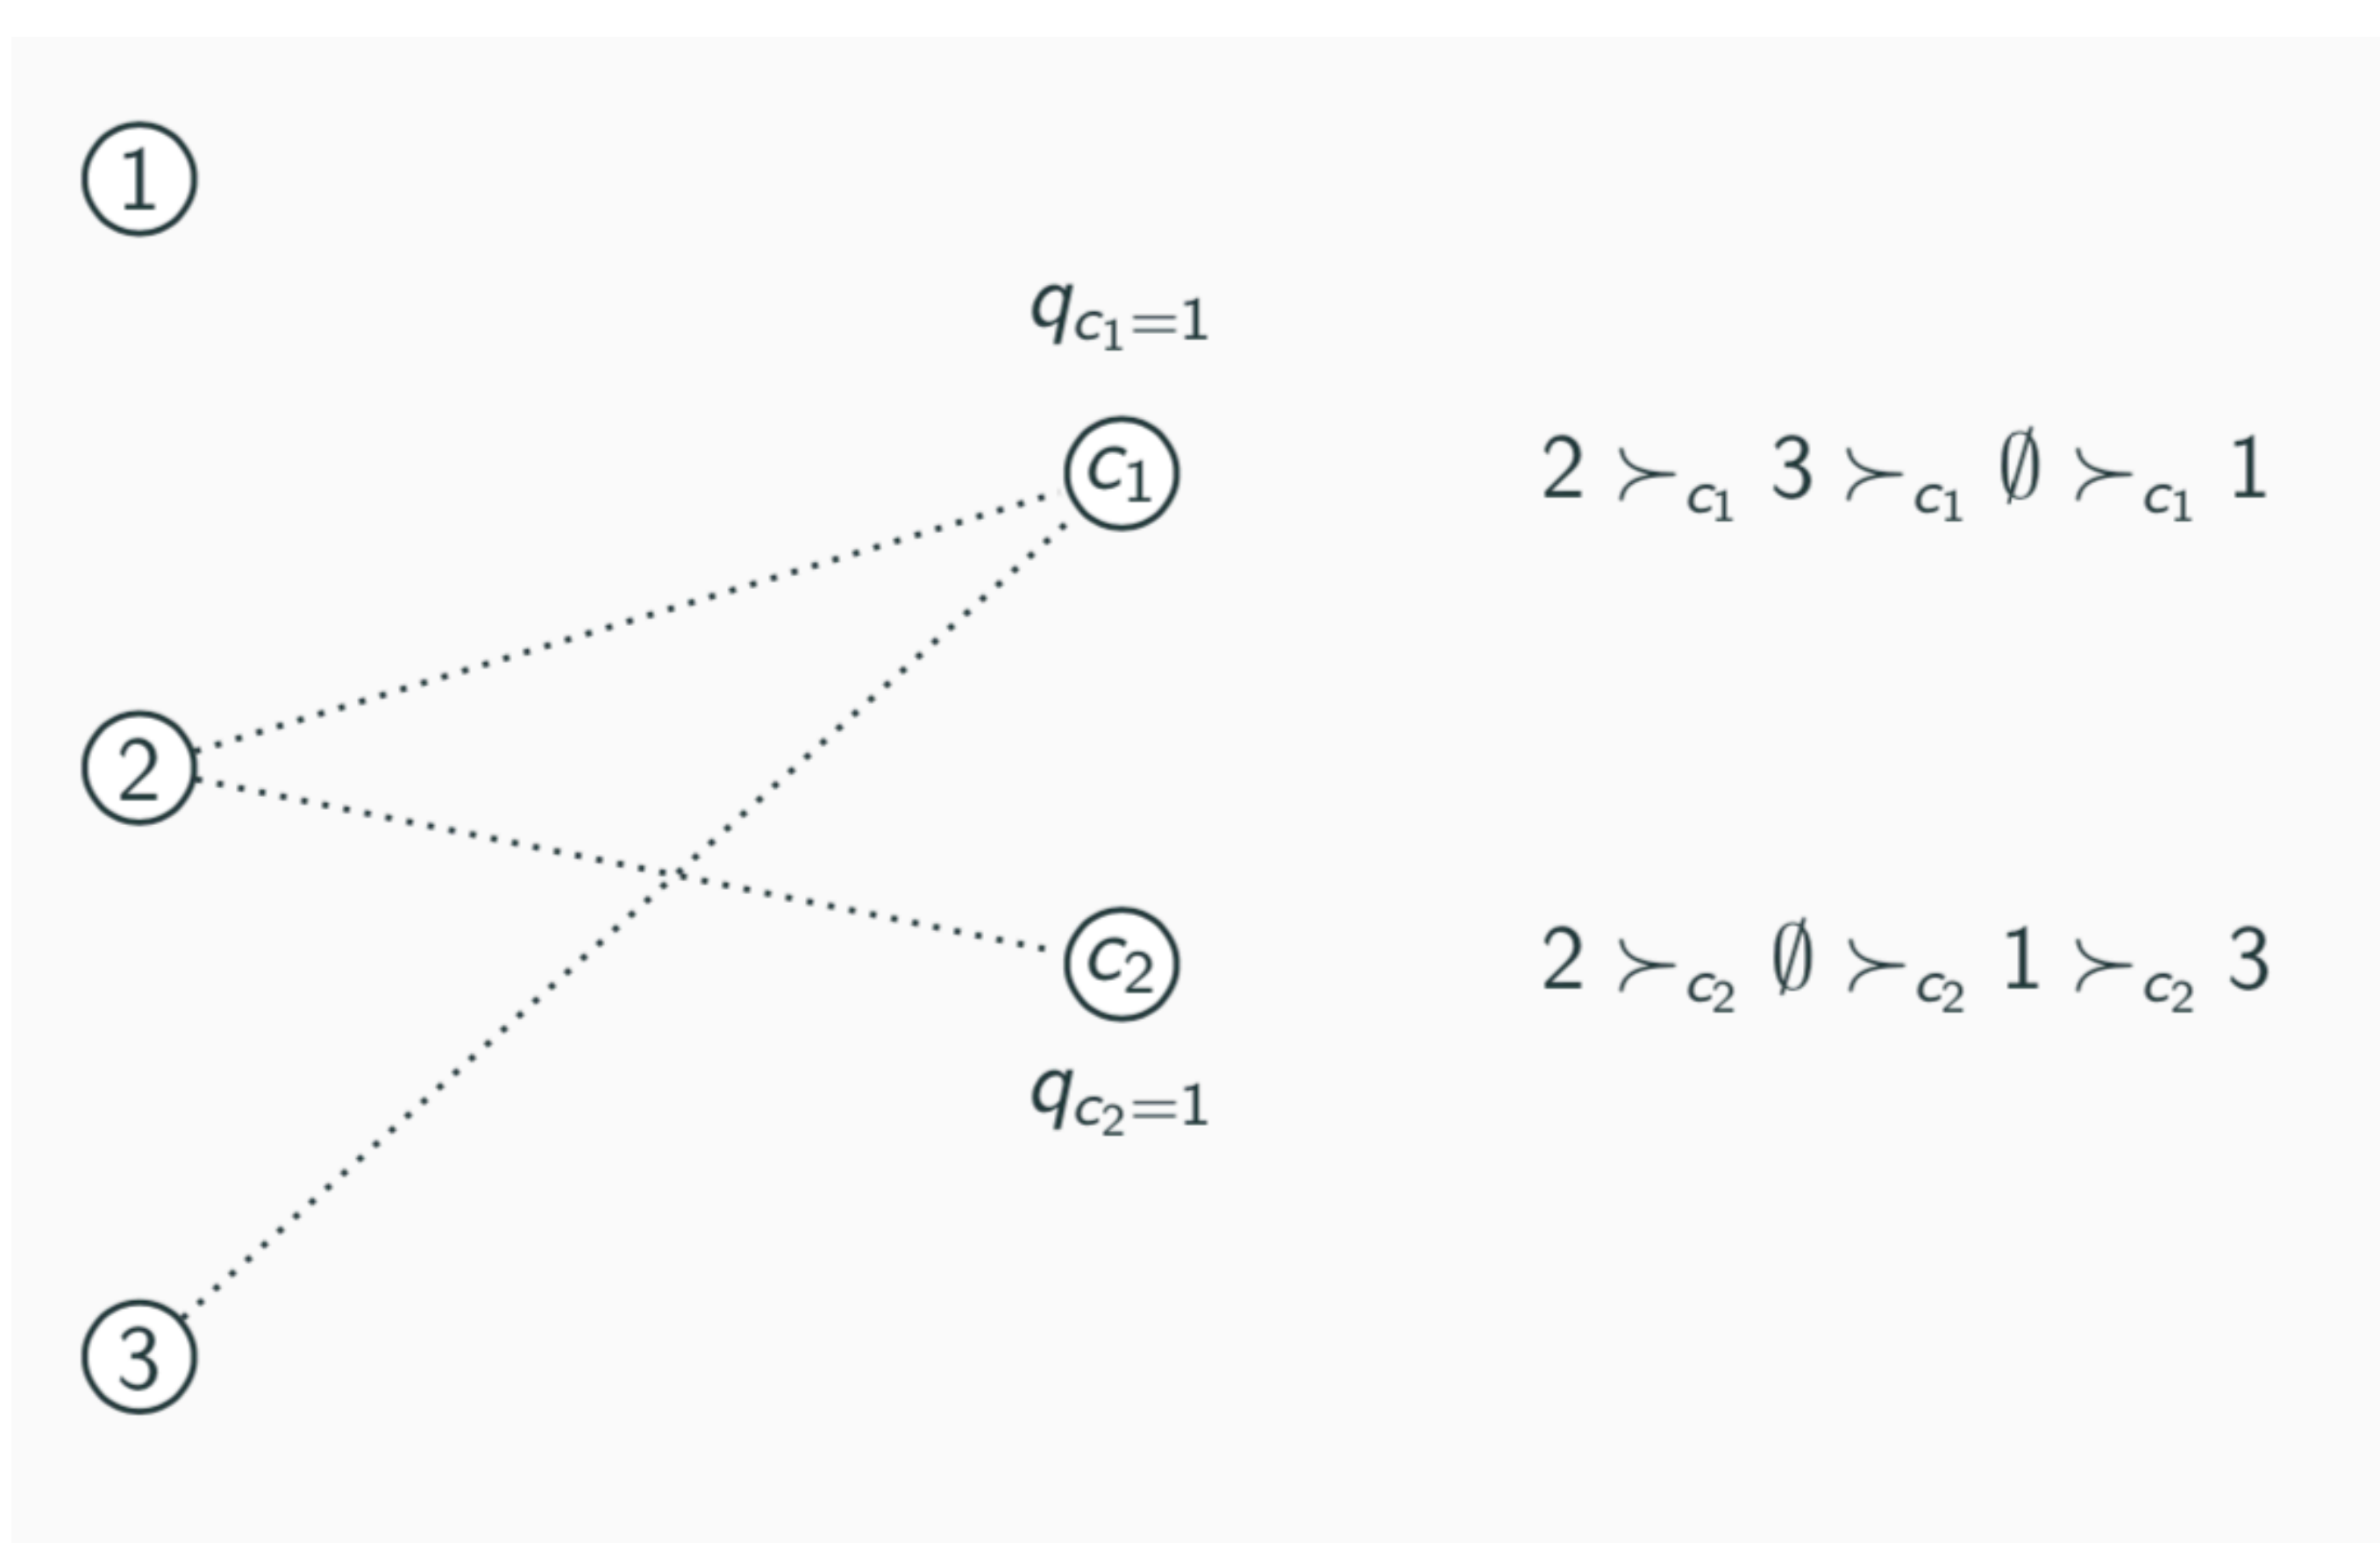 1
q_{c_1=1}
c_1 2 ≻_{c_1} 3 ≻_{c_1} ∅ ≻_{c_1} 1
2
c_2 2 ≻_{c_2} ∅ ≻_{c_2} 1 ≻_{c_2} 3
q_{c_2=1}
3